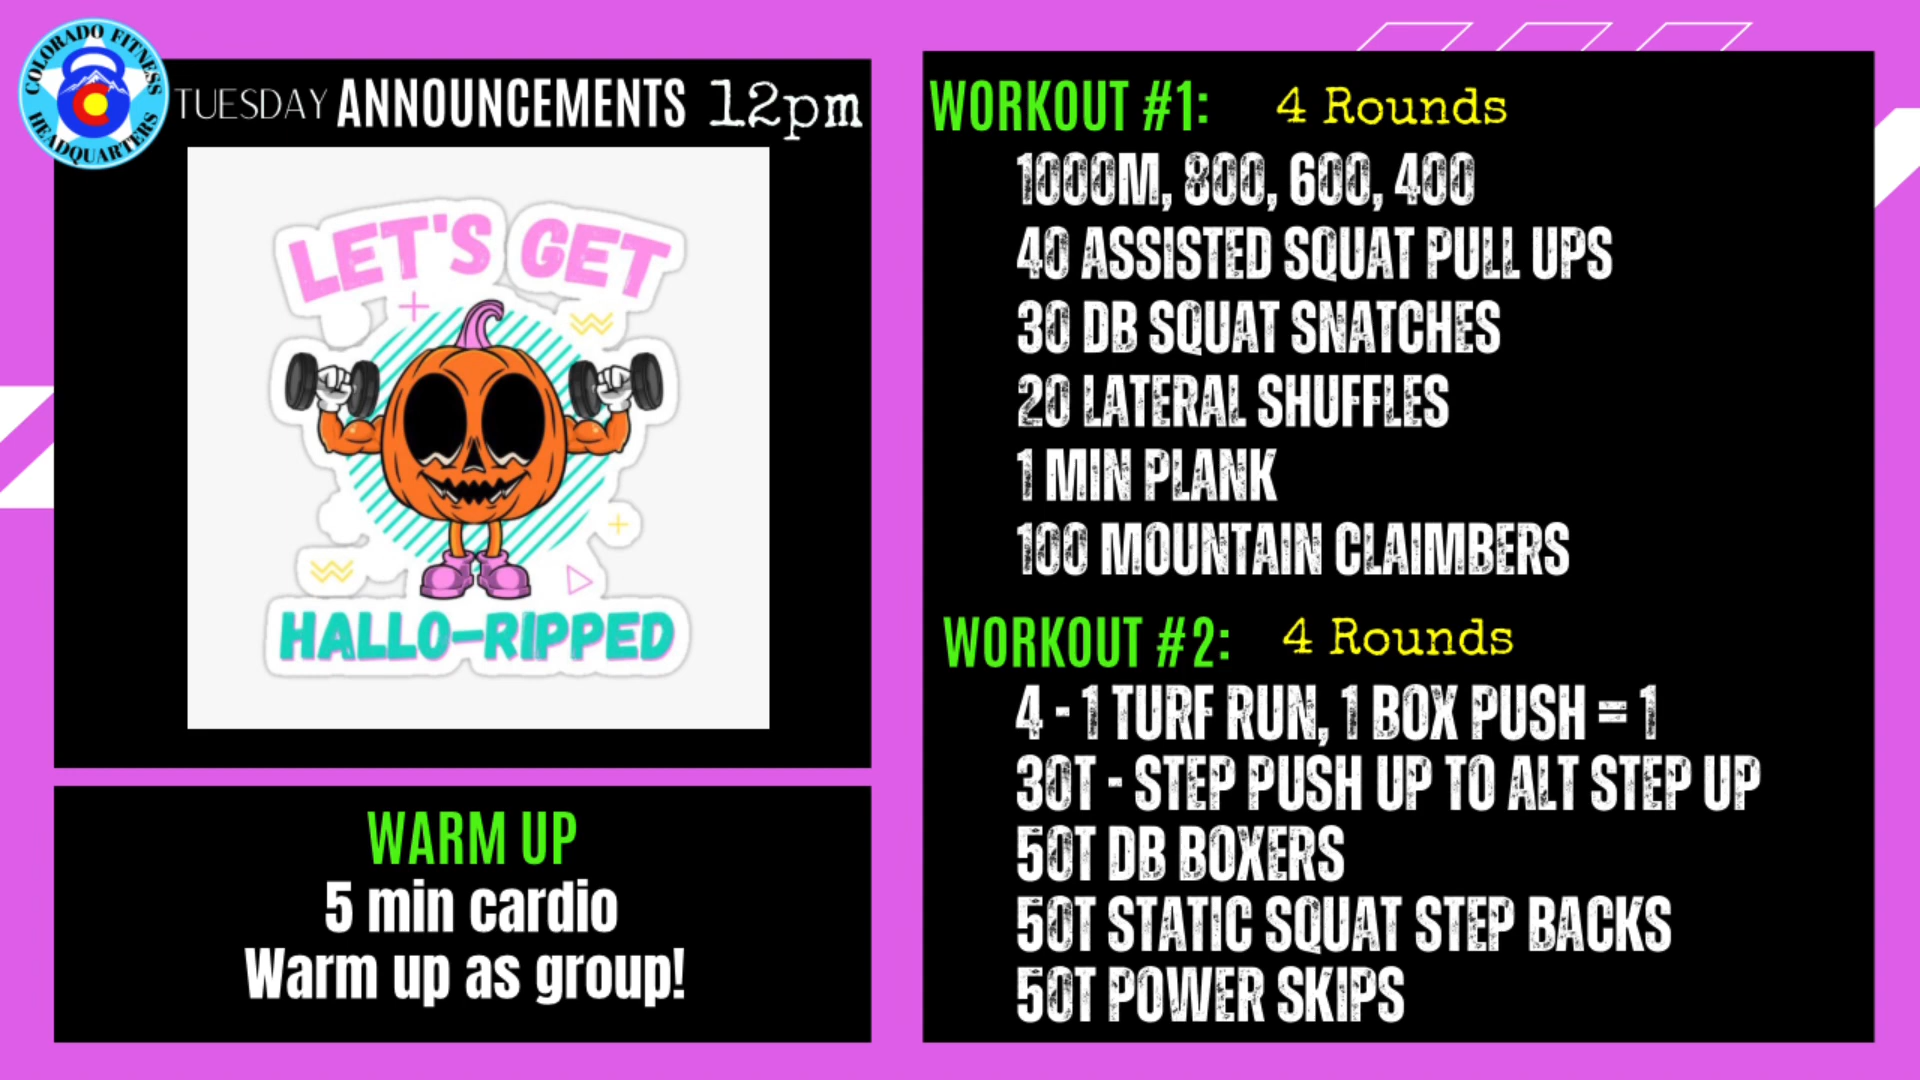 COLORADO FITNESS
HEADQUARTERS
TUESDAY ANNOUNCEMENTS 12pm
LET'S GET
HALLO-RIPPED
WARM UP
5 min cardio
Warm up as group!
WORKOUT #1: 4 Rounds
1000M, 800, 600, 400
40 ASSISTED SQUAT PULL UPS
30 DB SQUAT SNATCHES
20 LATERAL SHUFFLES
1 MIN PLANK
100 MOUNTAIN CLAIMBERS
WORKOUT #2: 4 Rounds
4 - 1 TURF RUN, 1 BOX PUSH = 1
30T - STEP PUSH UP TO ALT STEP UP
50T DB BOXERS
50T STATIC SQUAT STEP BACKS
50T POWER SKIPS